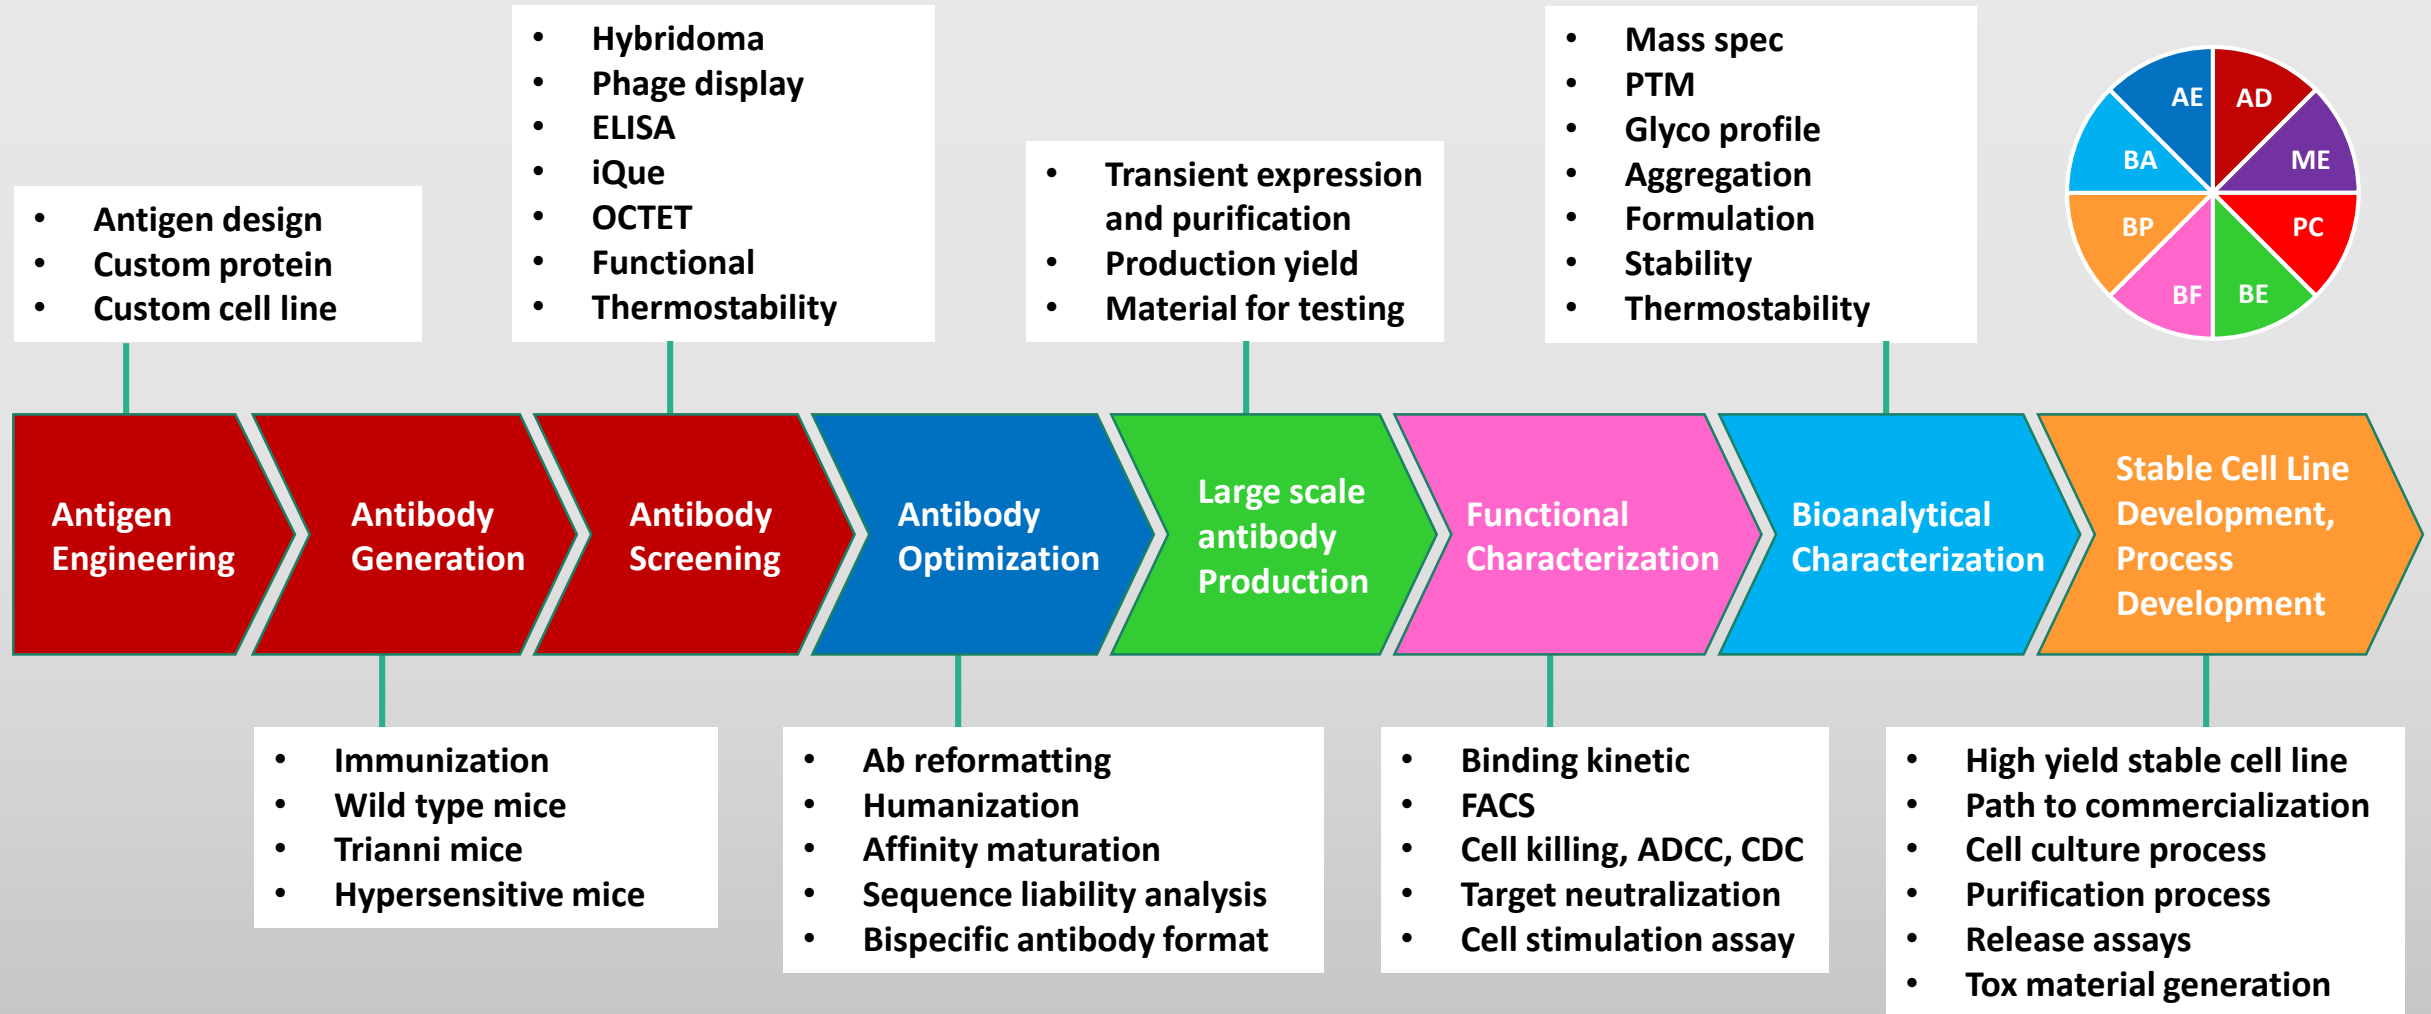 • Antigen design
• Custom protein
• Custom cell line
• Hybridoma
• Phage display
• ELISA
• iQue
• OCTET
• Functional
• Thermostability
• Transient expression
and purification
• Production yield
• Material for testing
• Mass spec
• PTM
• Glyco profile
• Aggregation
• Formulation
• Stability
• Thermostability
AE
AD
BA
ME
BP
PC
BF
BE
Antigen
Engineering
Antibody
Generation
Antibody
Screening
Antibody
Optimization
Large scale
antibody
Production
Functional
Characterization
Bioanalytical
Characterization
Stable Cell Line
Development,
Process
Development
• Immunization
• Wild type mice
• Trianni mice
• Hypersensitive mice
• Ab reformatting
• Humanization
• Affinity maturation
• Sequence liability analysis
• Bispecific antibody format
• Binding kinetic
• FACS
• Cell killing, ADCC, CDC
• Target neutralization
• Cell stimulation assay
• High yield stable cell line
• Path to commercialization
• Cell culture process
• Purification process
• Release assays
• Tox material generation